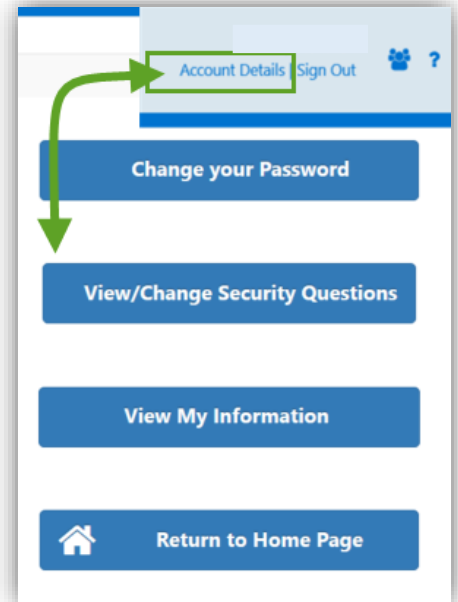 Account Details | Sign Out ?
Change your Password
View/Change Security Questions
View My Information
Return to Home Page